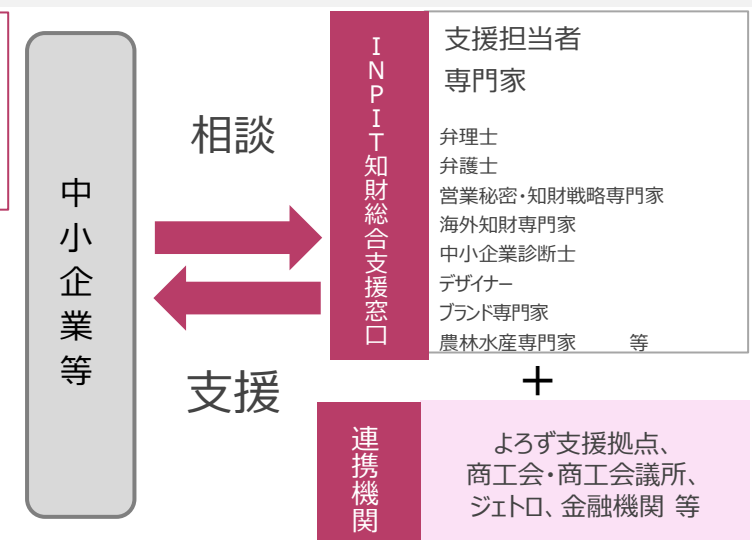 中小企業等
相談
支援
INPIT知財総合支援窓口
支援担当者
専門家
弁理士
弁護士
営業秘密・知財戦略専門家
海外知財専門家
中小企業診断士
デザイナー
ブランド専門家
農林水産専門家 等
＋
連携機関
よろず支援拠点、
商工会・商工会議所、
ジェトロ、金融機関 等